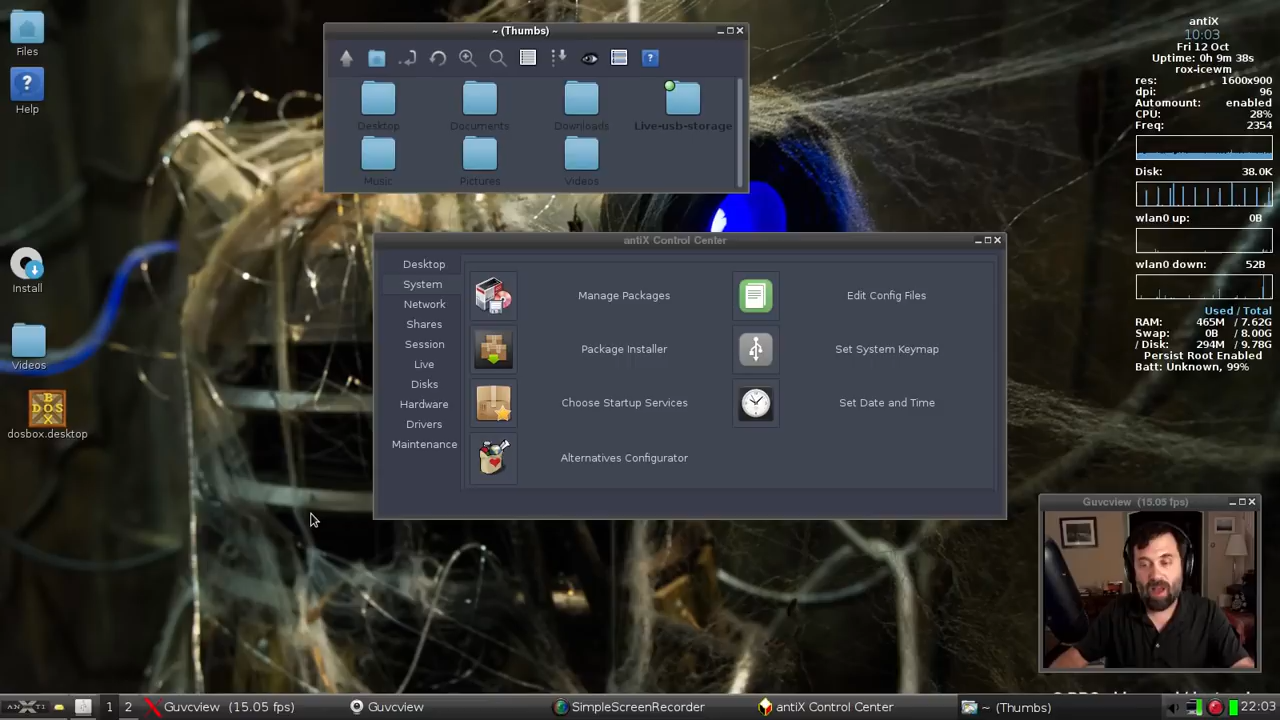 Files
Help
Install
Videos
dosbox.desktop
~ (Thumbs)
Desktop
Documents
Downloads
Live-usb-storage
Music
Pictures
Videos
antiX Control Center
Desktop
System
Network
Shares
Session
Live
Disks
Hardware
Drivers
Maintenance
Manage Packages
Edit Config Files
Package Installer
Set System Keymap
Choose Startup Services
Set Date and Time
Alternatives Configurator
antiX
10:03
Fri 12 Oct
Uptime: 0h 9m 38s
rox-icewm
res: 1600x900
dpi: 96
Automount: enabled
CPU: 28%
Freq: 2354
Disk: 38.0K
wlan0 up: 0B
wlan0 down: 52B
Used / Total
RAM: 465M / 7.62G
Swap: 0B / 8.00G
/ Disk: 294M / 9.78G
Persist Root Enabled
Batt: Unknown, 99%
Guvcview (15.05 fps)
1 2 Guvcview (15.05 fps) Guvcview SimpleScreenRecorder antiX Control Center ~ (Thumbs) 22:03